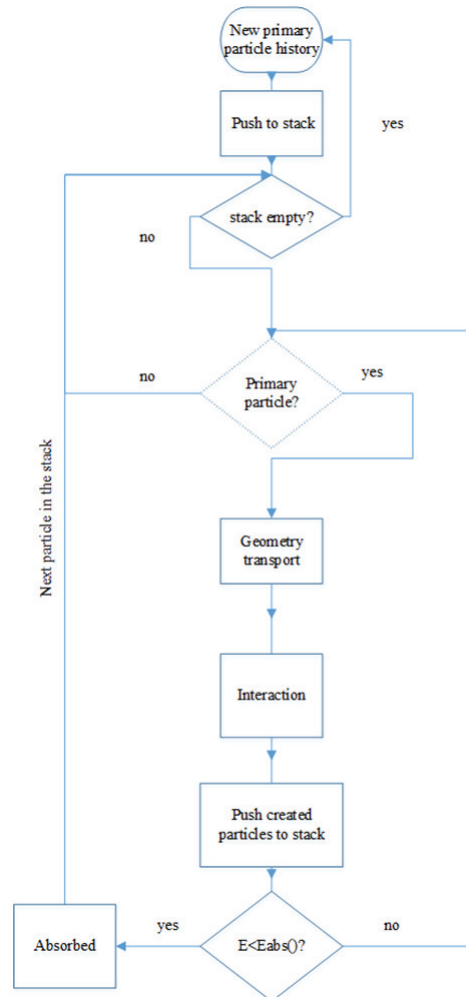 New primary
particle history
Push to stack
yes
stack empty?
no
Primary
particle?
no
yes
Next particle in the stack
Geometry
transport
Interaction
Push created
particles to stack
Absorbed
yes
E<Eabs()?
no